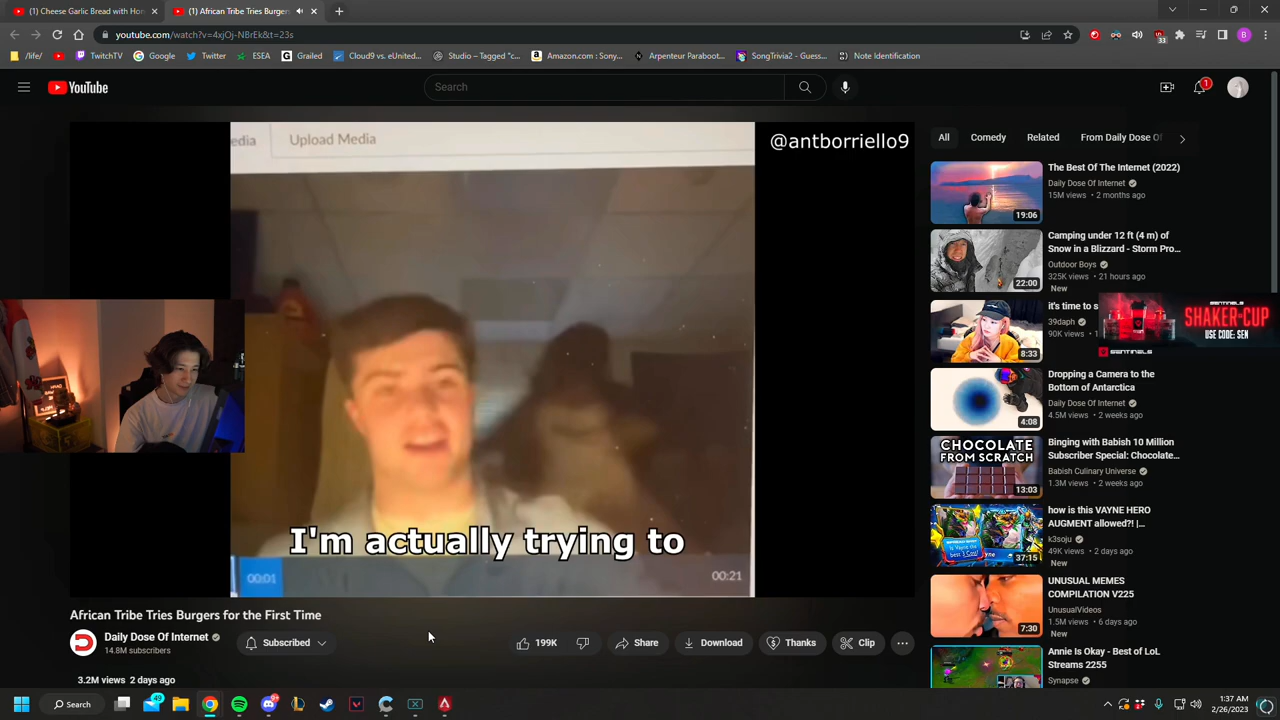 (1) Cheese Garlic Bread with Hon
(1) African Tribe Tries Burgers
youtube.com/watch?v=4xjOj-NBrEk&t=23s
/life/
TwitchTV
Google
Twitter
ESEA
Grailed
Cloud9 vs. eUnited...
Studio – Tagged "c...
Amazon.com : Sony...
Arpenteur Paraboot...
SongTrivia2 - Gues...
Note Identification
33
B
YouTube
Search
1
edia
Upload Media
@antborriello9
I'm actually trying to
00:01
00:21
African Tribe Tries Burgers for the First Time
Daily Dose Of Internet
14.8M subscribers
Subscribed
199K
Share
Download
Thanks
Clip
3.2M views 2 days ago
All
Comedy
Related
From Daily Dose Of
The Best Of The Internet (2022)
Daily Dose Of Internet
15M views • 2 months ago
19:06
Camping under 12 ft (4 m) of
Snow in a Blizzard - Storm Pro...
Outdoor Boys
325K views • 21 hours ago
New
22:00
it's time to s
39daph
90K views • 1
8:33
SENTINELS
SHAKER CUP
USE CODE: SEN
SENTINELS
Dropping a Camera to the
Bottom of Antarctica
Daily Dose Of Internet
4.5M views • 2 weeks ago
4:08
Binging with Babish 10 Million
Subscriber Special: Chocolate...
Babish Culinary Universe
1.3M views • 2 weeks ago
CHOCOLATE
FROM SCRATCH
13:03
how is this VAYNE HERO
AUGMENT allowed?! |...
k3soju
49K views • 2 days ago
New
37:15
UNUSUAL MEMES
COMPILATION V225
UnusualVideos
1.5M views • 6 days ago
New
7:30
Annie Is Okay - Best of LoL
Streams 2255
Synapse
Search
49
1:37 AM
2/26/2023